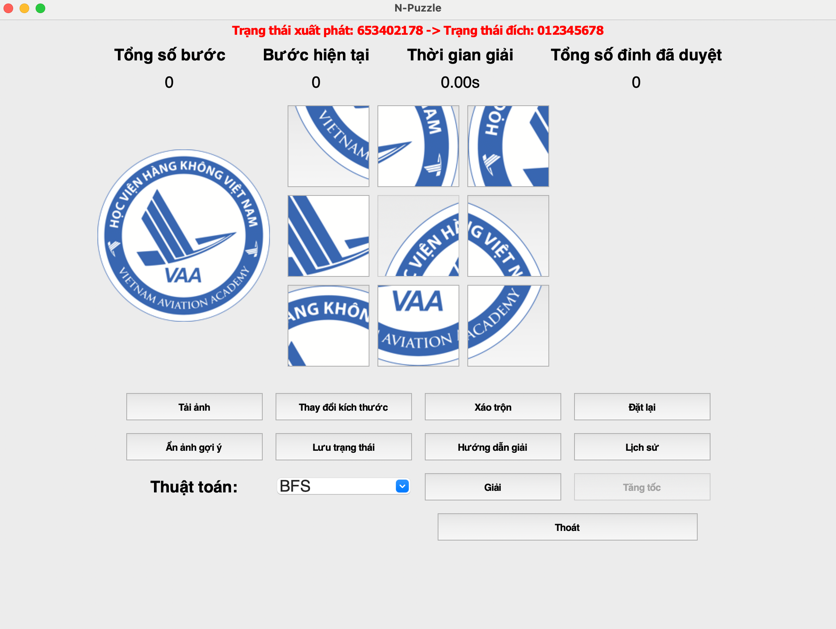 N-Puzzle
Trạng thái xuất phát: 653402178 -> Trạng thái đích: 012345678
Tổng số bước Bước hiện tại Thời gian giải Tổng số đỉnh đã duyệt
0 0 0.00s 0
HỌC VIỆN HÀNG KHÔNG VIỆT NAM
VAA
VIETNAM AVIATION ACADEMY
VIETNAM
AM
HỌC
VIỆN HÀ
G VIỆT N
ANG KHÔN
VAA
AVIATION
ACADEMY
Tải ảnh Thay đổi kích thước Xáo trộn Đặt lại
Ẩn ảnh gợi ý Lưu trạng thái Hướng dẫn giải Lịch sử
Thuật toán: BFS Giải Tăng tốc
Thoát